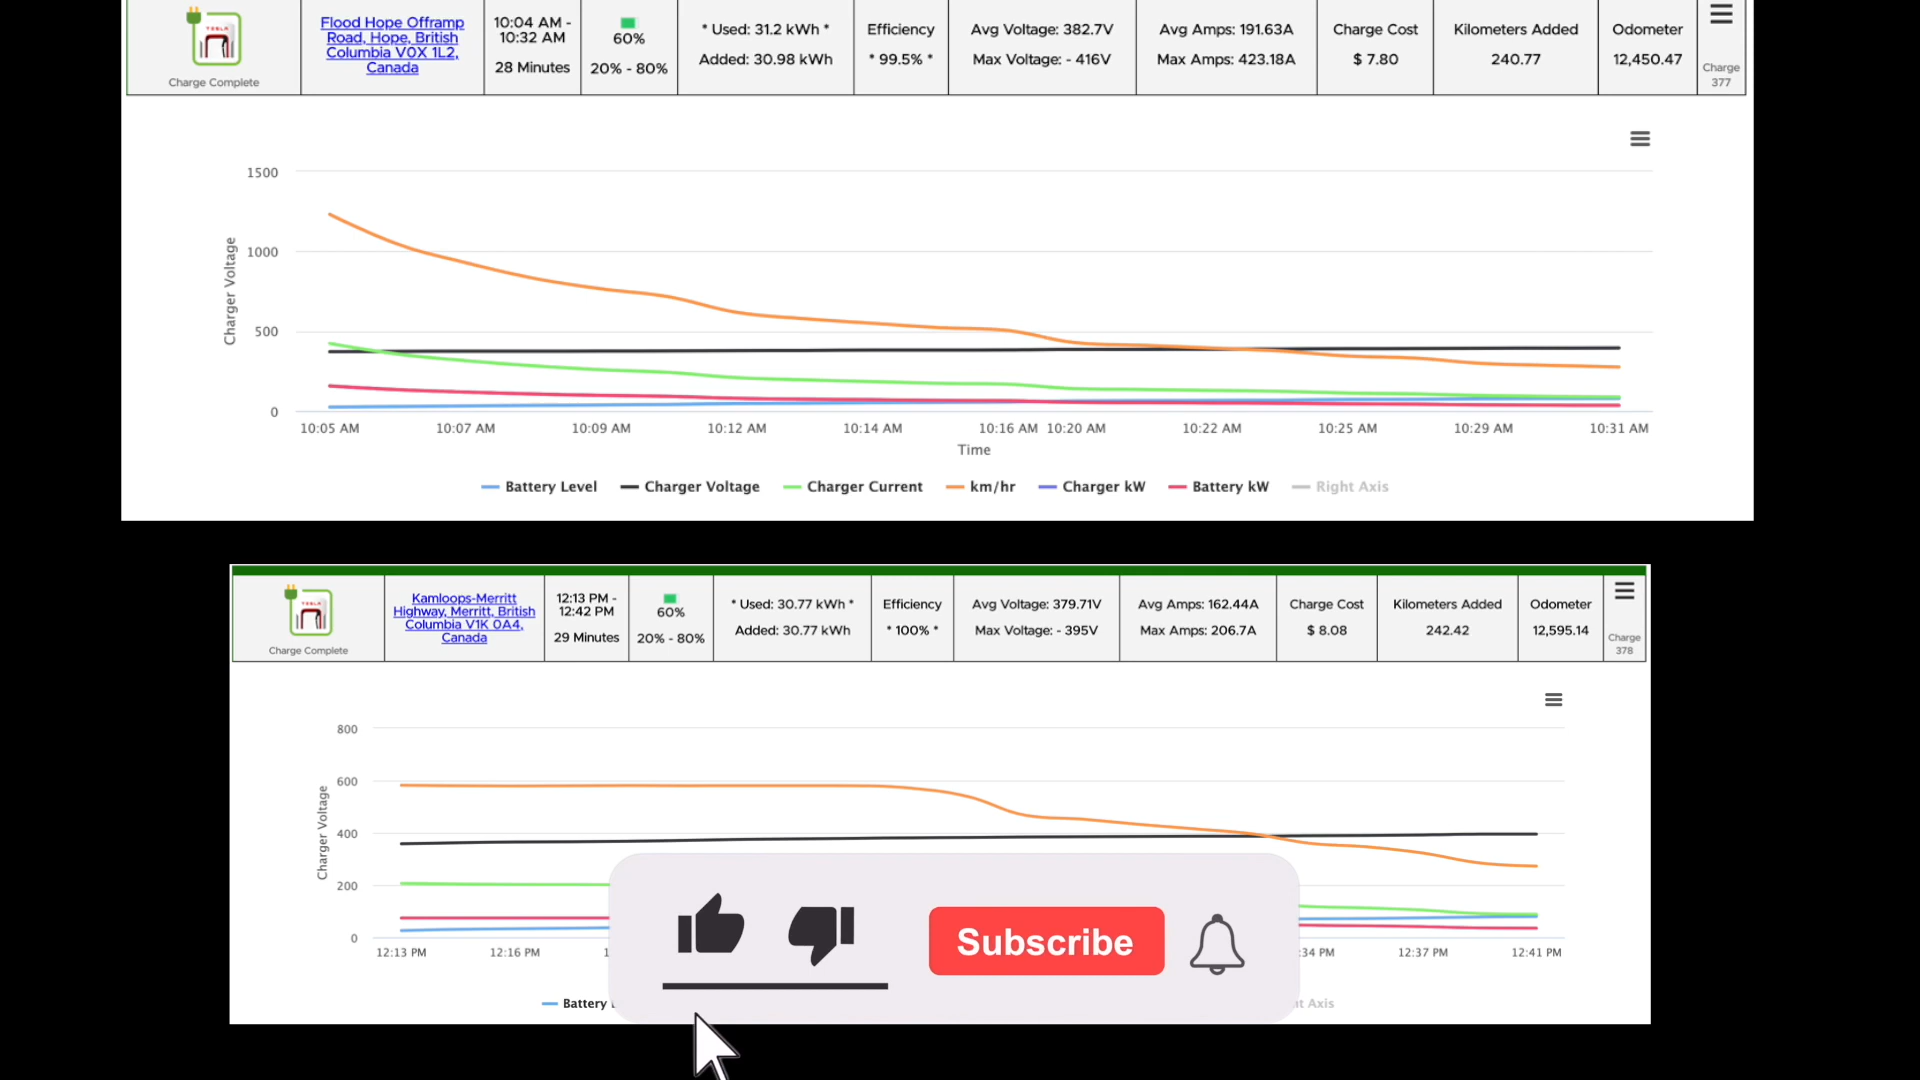 TESLA
Charge Complete
Flood Hope Offramp
Road, Hope, British
Columbia V0X 1L2,
Canada
10:04 AM -
10:32 AM
28 Minutes
60%
20% - 80%
* Used: 31.2 kWh *
Added: 30.98 kWh
Efficiency
* 99.5% *
Avg Voltage: 382.7V
Max Voltage: - 416V
Avg Amps: 191.63A
Max Amps: 423.18A
Charge Cost
$ 7.80
Kilometers Added
240.77
Odometer
12,450.47
Charge
377
Charger Voltage
1500
1000
500
0
10:05 AM 10:07 AM 10:09 AM 10:12 AM 10:14 AM 10:16 AM 10:20 AM 10:22 AM 10:25 AM 10:29 AM 10:31 AM
Time
Battery Level Charger Voltage Charger Current km/hr Charger kW Battery kW Right Axis
TESLA
Charge Complete
Kamloops-Merritt
Highway, Merritt, British
Columbia V1K 0A4,
Canada
12:13 PM -
12:42 PM
29 Minutes
60%
20% - 80%
* Used: 30.77 kWh *
Added: 30.77 kWh
Efficiency
* 100% *
Avg Voltage: 379.71V
Max Voltage: - 395V
Avg Amps: 162.44A
Max Amps: 206.7A
Charge Cost
$ 8.08
Kilometers Added
242.42
Odometer
12,595.14
Charge
378
Charger Voltage
800
600
400
200
0
12:13 PM 12:16 PM 1 :34 PM 12:37 PM 12:41 PM
Battery
Axis
Subscribe